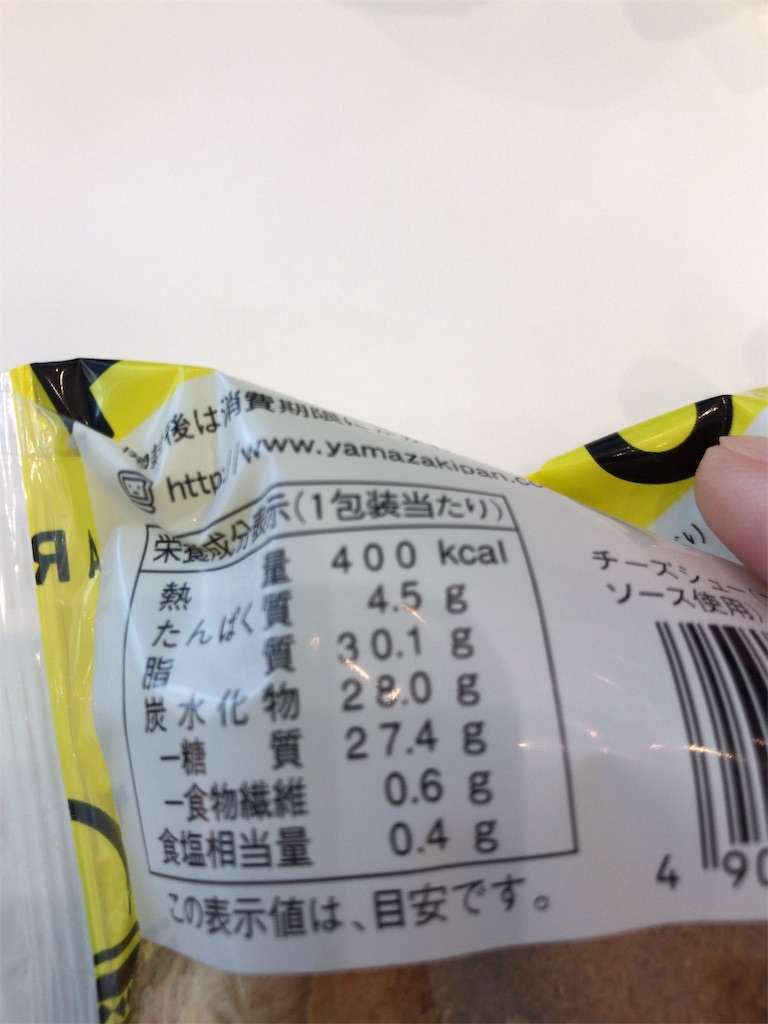 開封後は消費期限に
http://www.yamazakipan.co
栄養成分表示(1包装当たり)
熱量 400 kcal
たんぱく質 4.5 g
脂質 30.1 g
炭水化物 28.0 g
-糖質 27.4 g
-食物繊維 0.6 g
食塩相当量 0.4 g
この表示値は、目安です。
チーズシュー(
ソース使用)
4 90